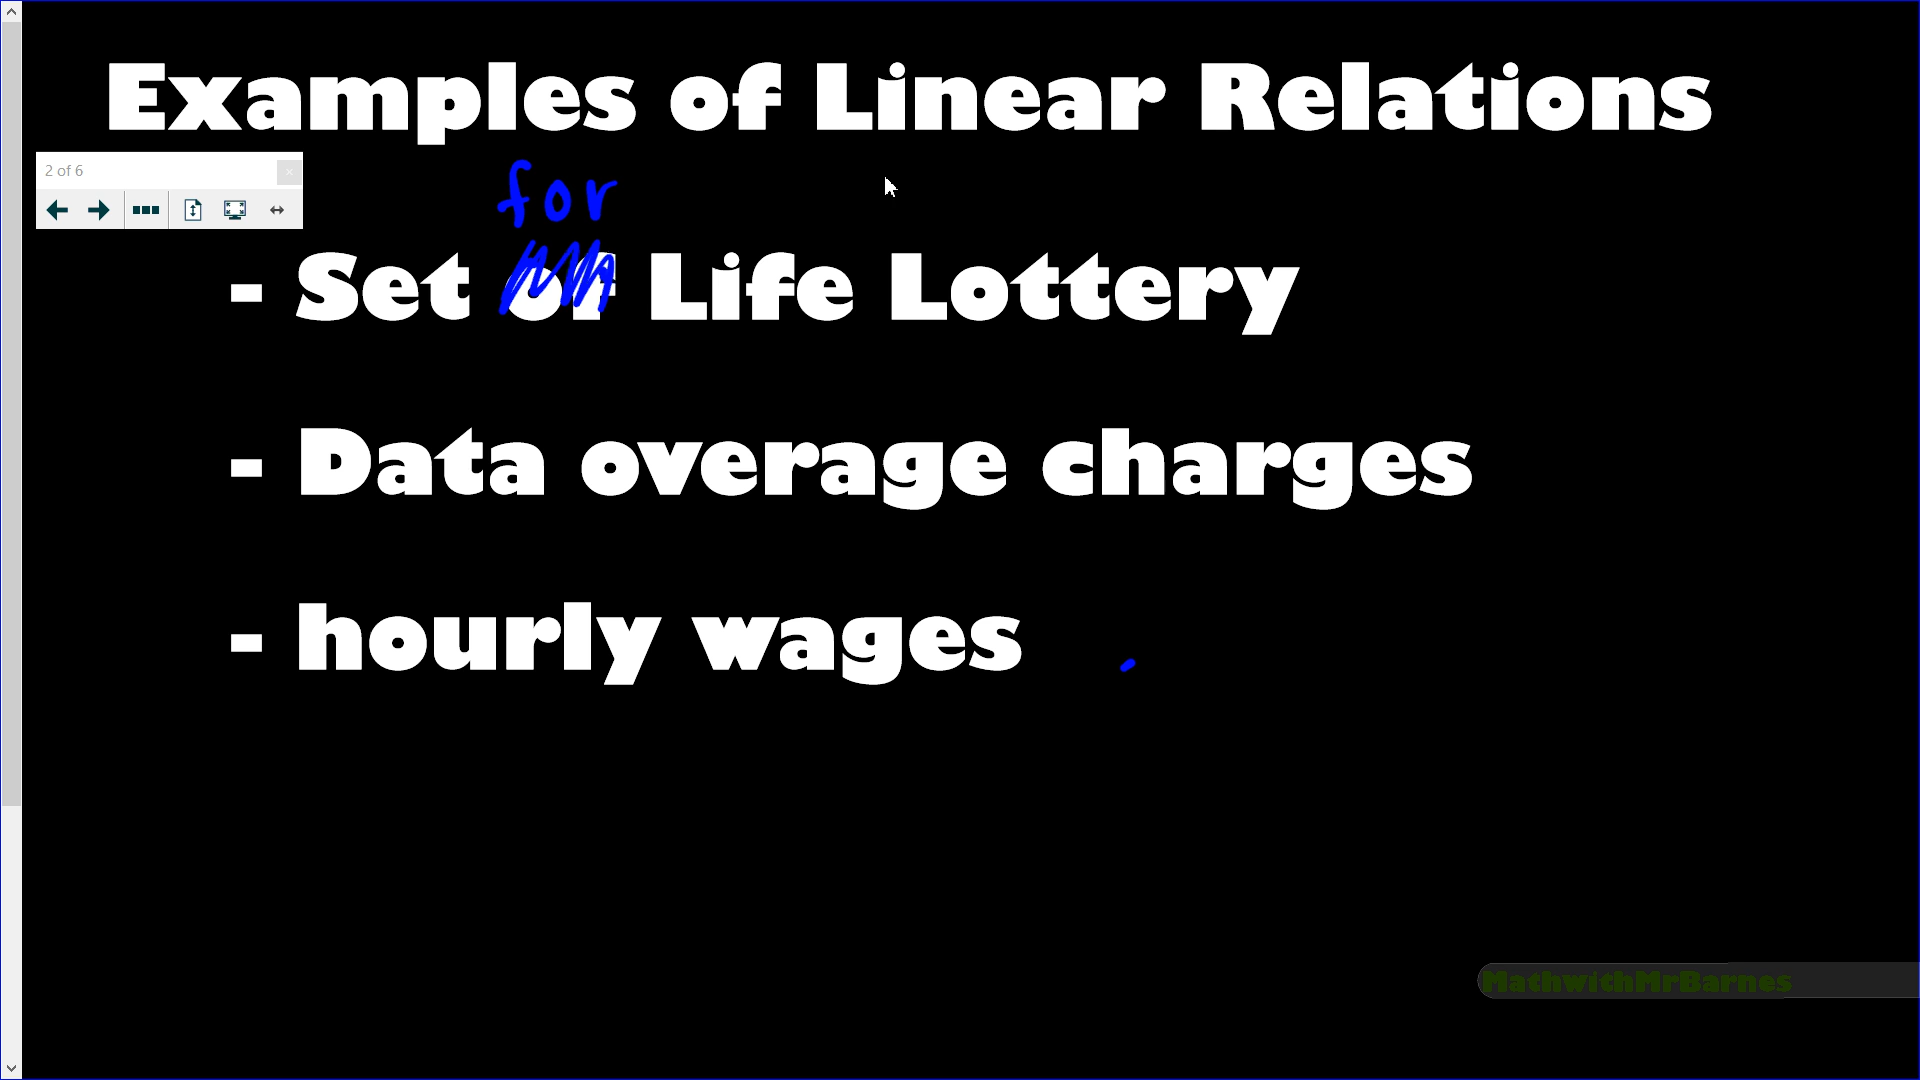 Examples of Linear Relations
2 of 6
for
- Set of Life Lottery
- Data overage charges
- hourly wages
MathwithMrBarnes